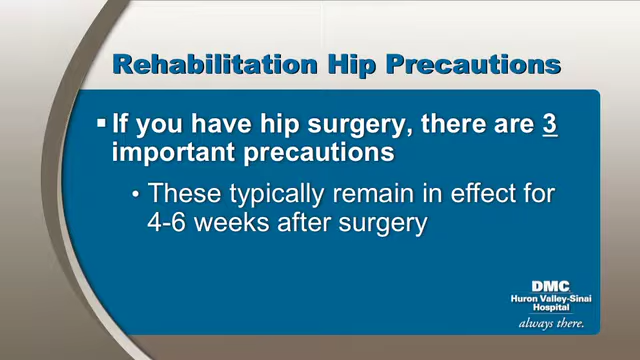 Rehabilitation Hip Precautions
▪ If you have hip surgery, there are 3
important precautions
• These typically remain in effect for
4-6 weeks after surgery
DMC
Huron Valley-Sinai
Hospital
always there.